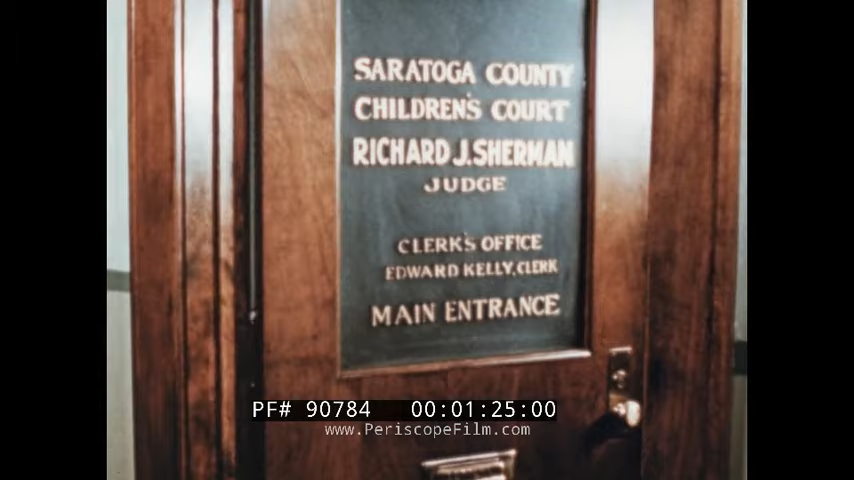 SARATOGA COUNTY
CHILDREN'S COURT
RICHARD J. SHERMAN
JUDGE
CLERK'S OFFICE
EDWARD KELLY, CLERK
MAIN ENTRANCE
PF# 90784 00:01:25:00
www.PeriscopeFilm.com